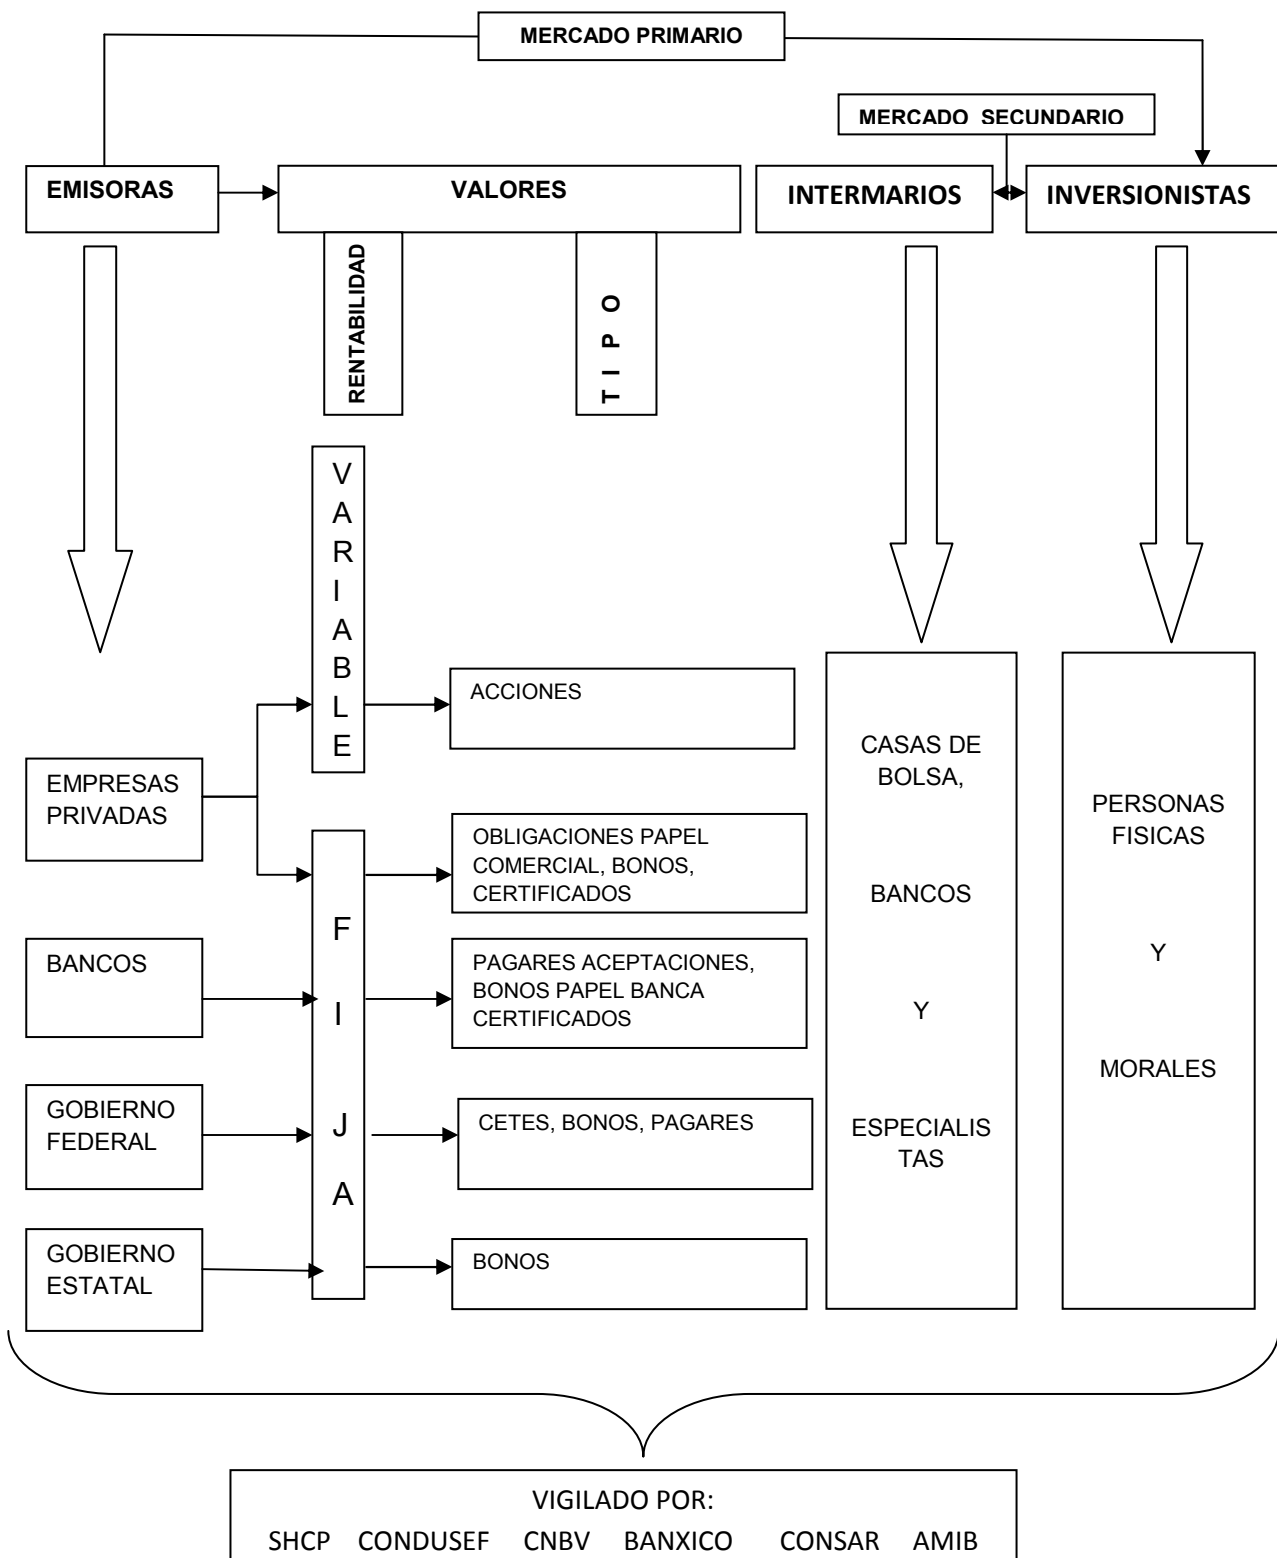 MERCADO PRIMARIO
MERCADO SECUNDARIO
EMISORAS
VALORES
INTERMARIOS
INVERSIONISTAS
RENTABILIDAD
T I P O
V
A
R
I
A
B
L
E
ACCIONES
EMPRESAS
PRIVADAS
F
I
J
A
OBLIGACIONES PAPEL
COMERCIAL, BONOS,
CERTIFICADOS
BANCOS
PAGARES ACEPTACIONES,
BONOS PAPEL BANCA
CERTIFICADOS
GOBIERNO
FEDERAL
CETES, BONOS, PAGARES
GOBIERNO
ESTATAL
BONOS
CASAS DE
BOLSA,
BANCOS
Y
ESPECIALIS
TAS
PERSONAS
FISICAS
Y
MORALES
VIGILADO POR:
SHCP CONDUSEF CNBV BANXICO CONSAR AMIB